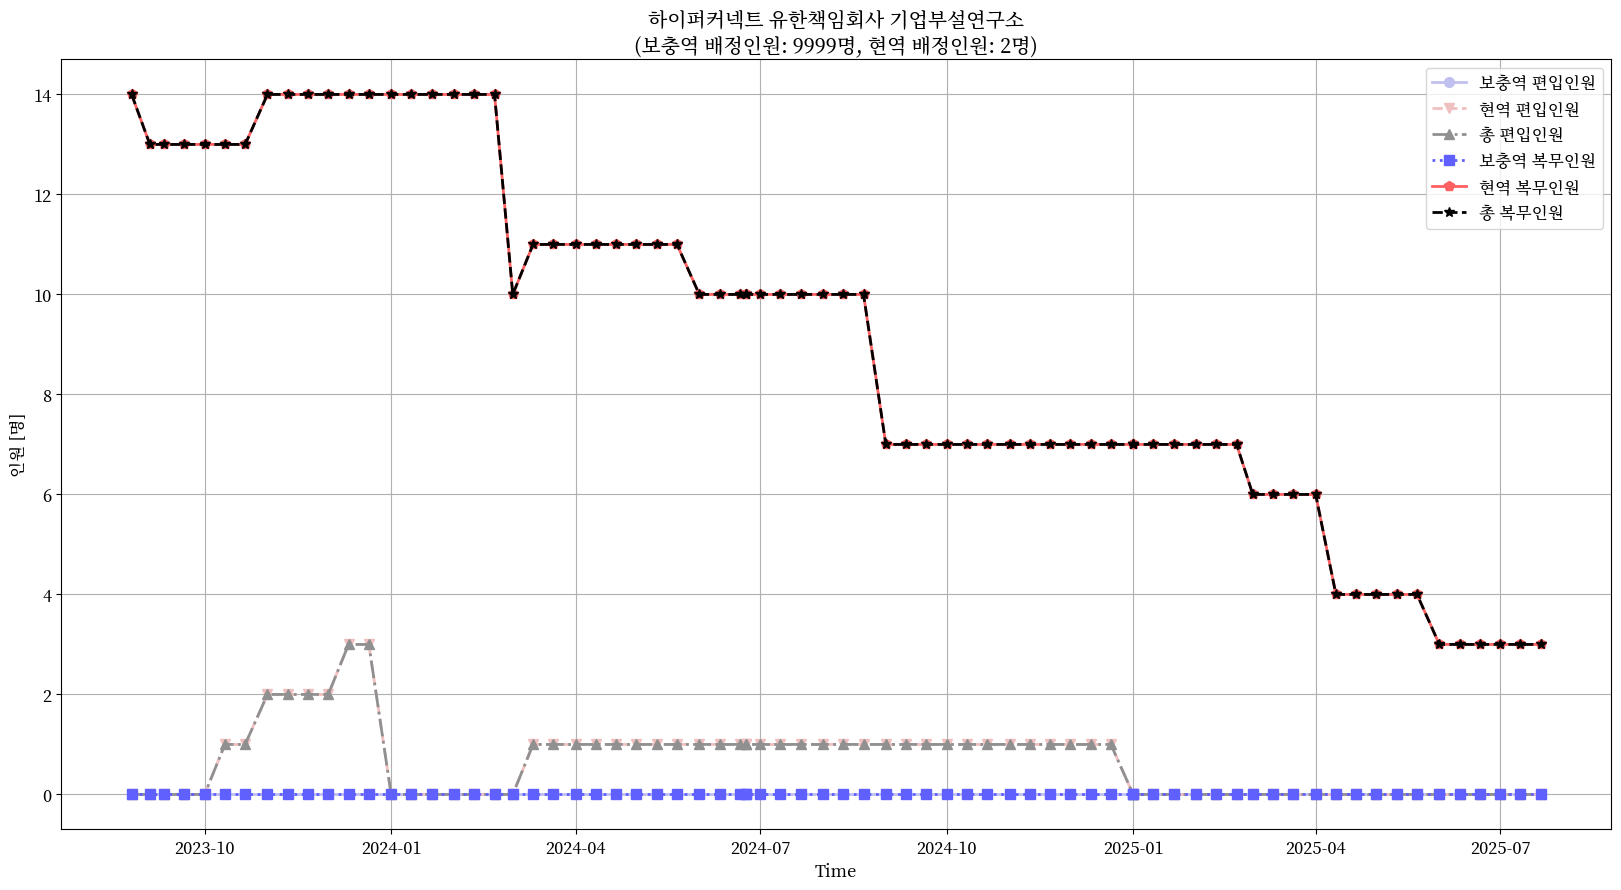 하이퍼커넥트 유한책임회사 기업부설연구소
(보충역 배정인원: 9999명, 현역 배정인원: 2명)
보충역 편입인원
현역 편입인원
총 편입인원
보충역 복무인원
현역 복무인원
총 복무인원
인원 [명]
14
12
10
8
6
4
2
0
2023-10
2024-01
2024-04
2024-07
2024-10
2025-01
2025-04
2025-07
Time